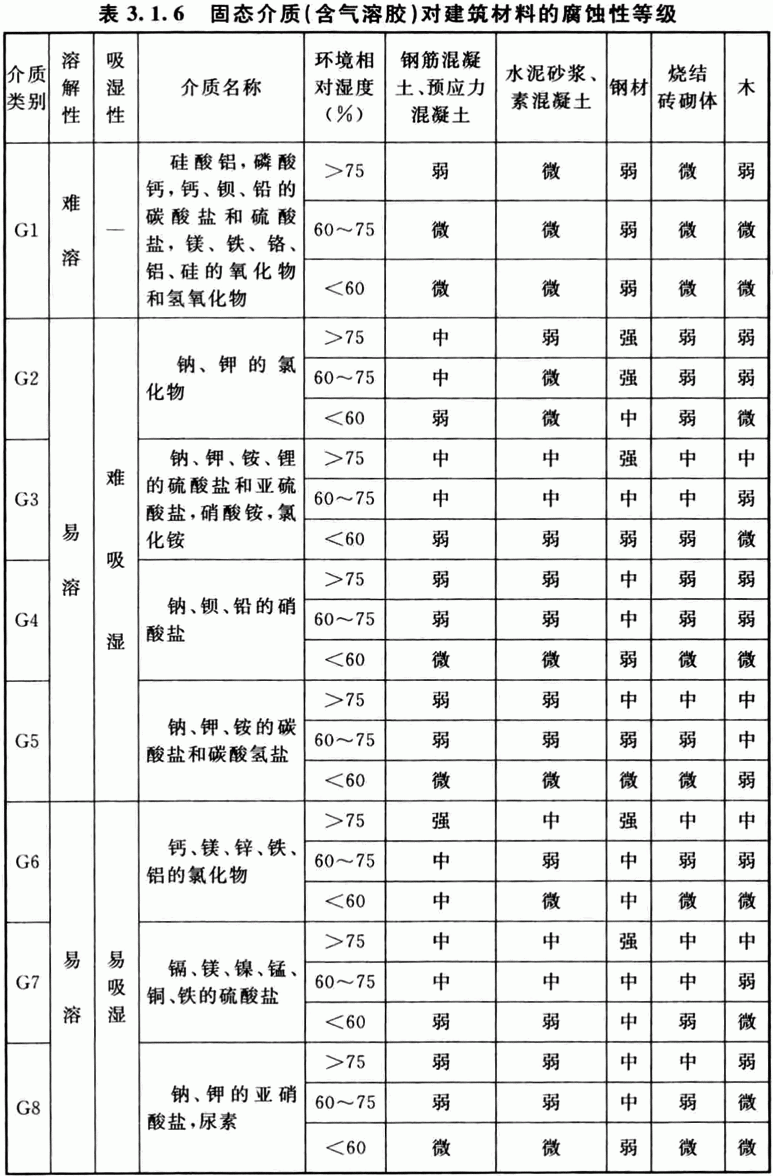 表 3.1.6 固态介质(含气溶胶)对建筑材料的腐蚀性等级
介质类别 溶解性 吸湿性 介质名称 环境相对湿度(%) 钢筋混凝土、预应力混凝土 水泥砂浆、素混凝土 钢材 烧结砖砌体 木
G1 难溶 — 硅酸铝,磷酸钙,钙、钡、铅的碳酸盐和硫酸盐,镁、铁、铬、铝、硅的氧化物和氢氧化物 >75 弱 微 弱 微 弱
60~75 微 微 弱 微 微
<60 微 微 弱 微 微
G2 易溶 难吸湿 钠、钾的氯化物 >75 中 弱 强 弱 弱
60~75 中 微 强 弱 弱
<60 弱 微 中 弱 微
G3 钠、钾、铵、锂的硫酸盐和亚硫酸盐,硝酸铵,氯化铵 >75 中 中 强 中 中
60~75 中 中 中 中 弱
<60 弱 弱 弱 弱 微
G4 钠、钡、铅的硝酸盐 >75 弱 弱 中 弱 弱
60~75 弱 弱 中 弱 弱
<60 微 微 弱 微 微
G5 钠、钾、铵的碳酸盐和碳酸氢盐 >75 弱 弱 中 中 中
60~75 弱 弱 弱 弱 中
<60 微 微 微 微 弱
G6 易溶 易吸湿 钙、镁、锌、铁、铝的氯化物 >75 强 中 强 中 中
60~75 中 弱 中 弱 弱
<60 中 微 中 微 微
G7 镉、镁、镍、锰、铜、铁的硫酸盐 >75 中 中 强 中 中
60~75 中 中 中 中 弱
<60 弱 弱 中 弱 微
G8 钠、钾的亚硝酸盐,尿素 >75 弱 弱 中 中 弱
60~75 弱 弱 中 弱 微
<60 微 微 弱 微 微